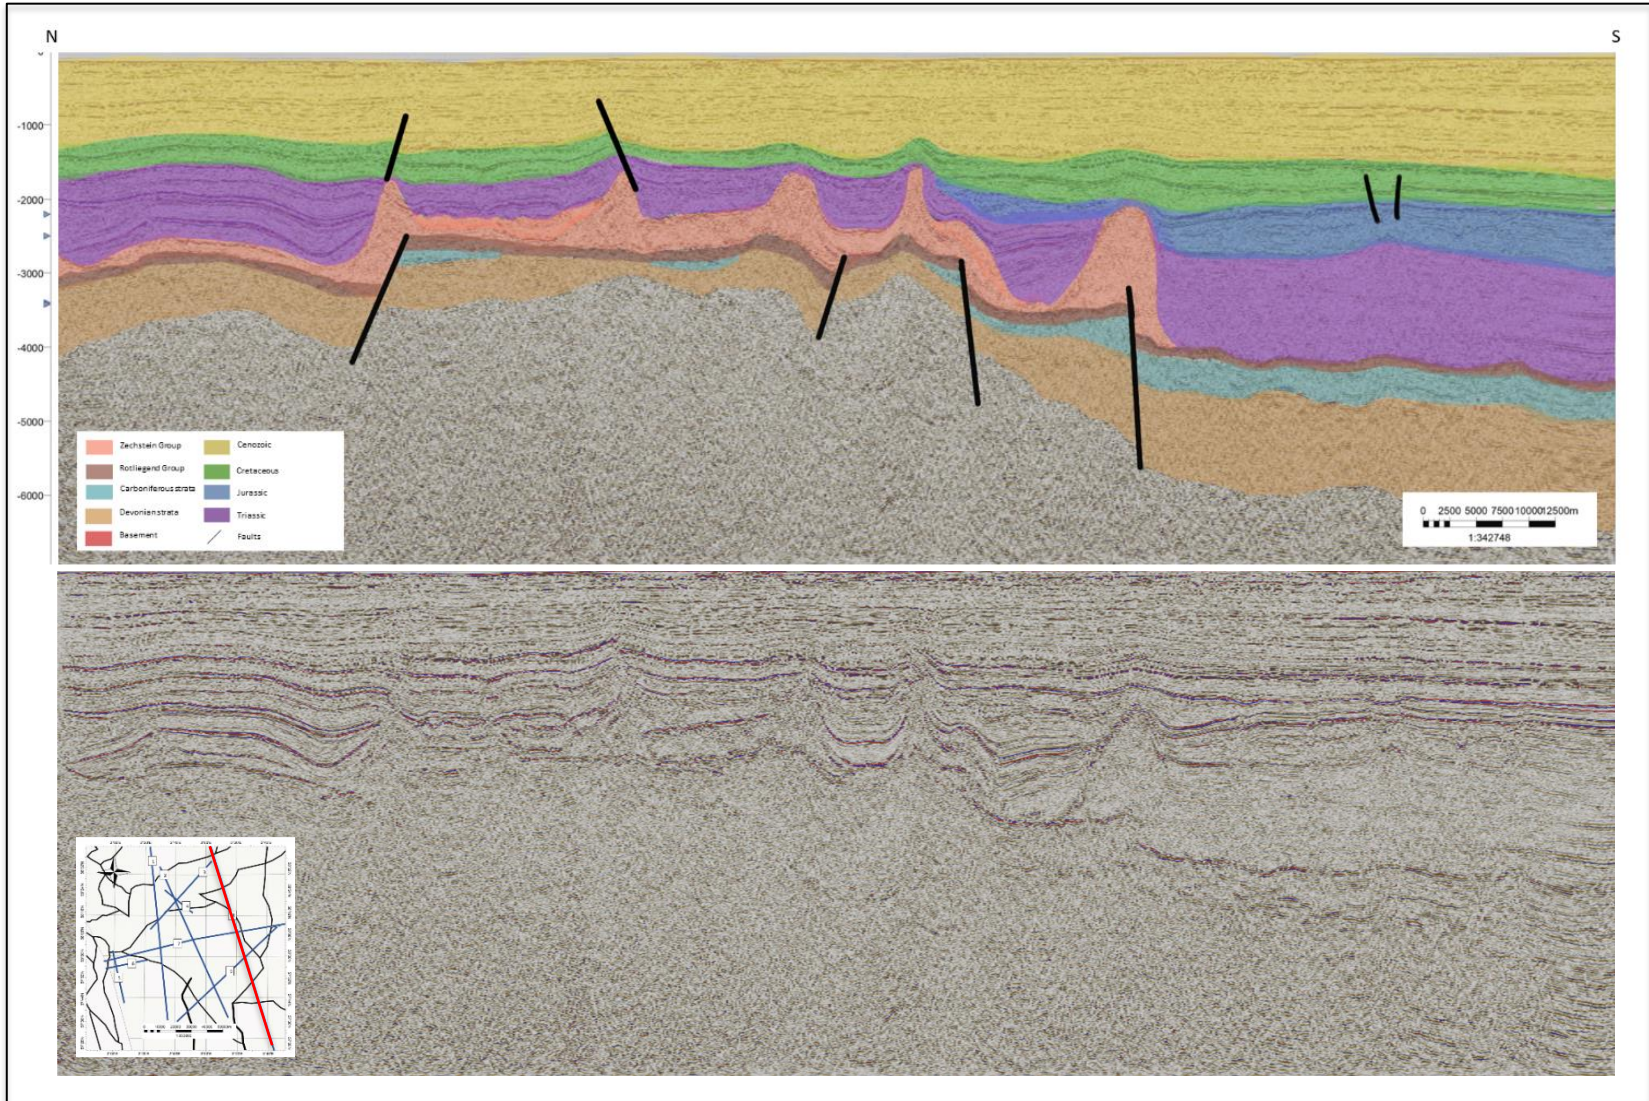 N
S
0
-1000
-2000
-3000
-4000
-5000
-6000
Zechstein Group
Cenozoic
Rotliegend Group
Cretaceous
Carboniferous strata
Jurassic
Devonian strata
Triassic
Basement
Faults
0 2500 5000 7500 10000 12500m
1:342748